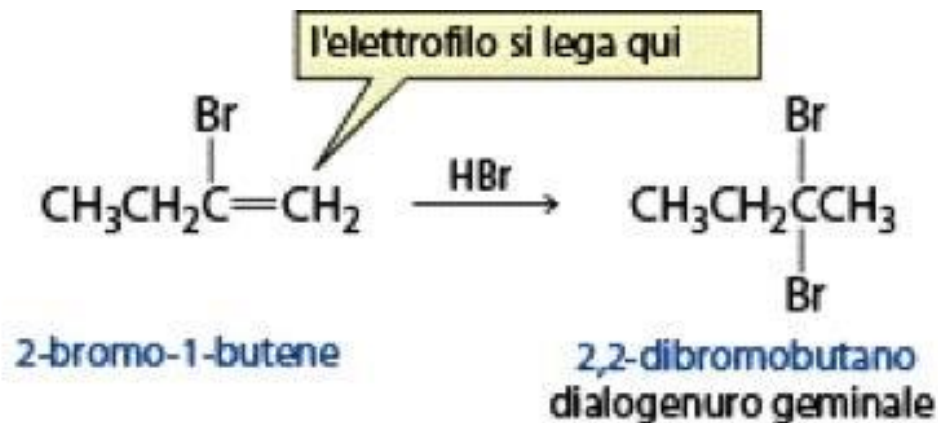 l'elettrofilo si lega qui
Br
CH₃CH₂C=CH₂
HBr
Br
CH₃CH₂CCH₃
Br
2-bromo-1-butene
2,2-dibromobutano
dialogenuro geminale